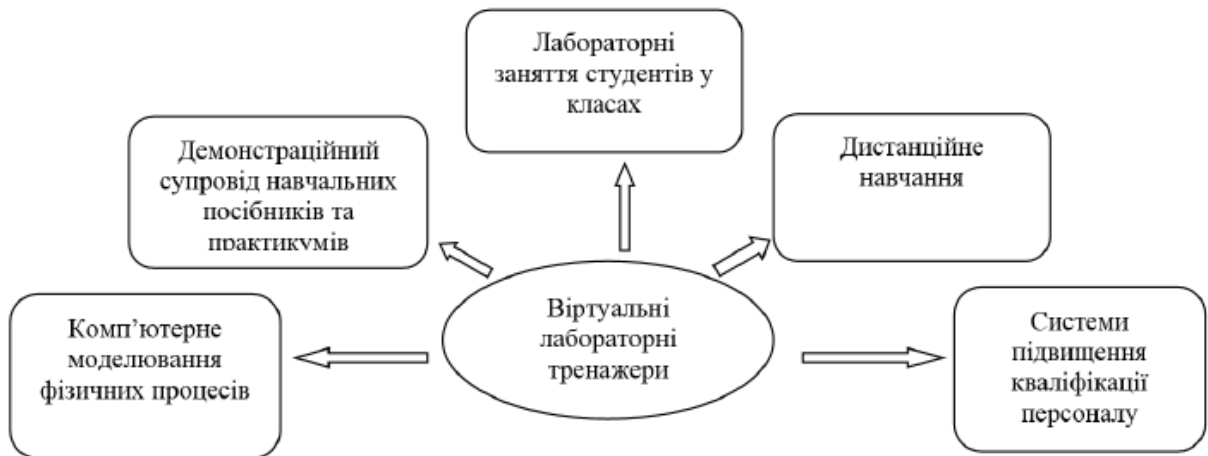 Лабораторні
заняття студентів у
класах
Демонстраційний
супровід навчальних
посібників та
практикумів
Дистанційне
навчання
Віртуальні
лабораторні
тренажери
Комп’ютерне
моделювання
фізичних процесів
Системи
підвищення
кваліфікації
персоналу